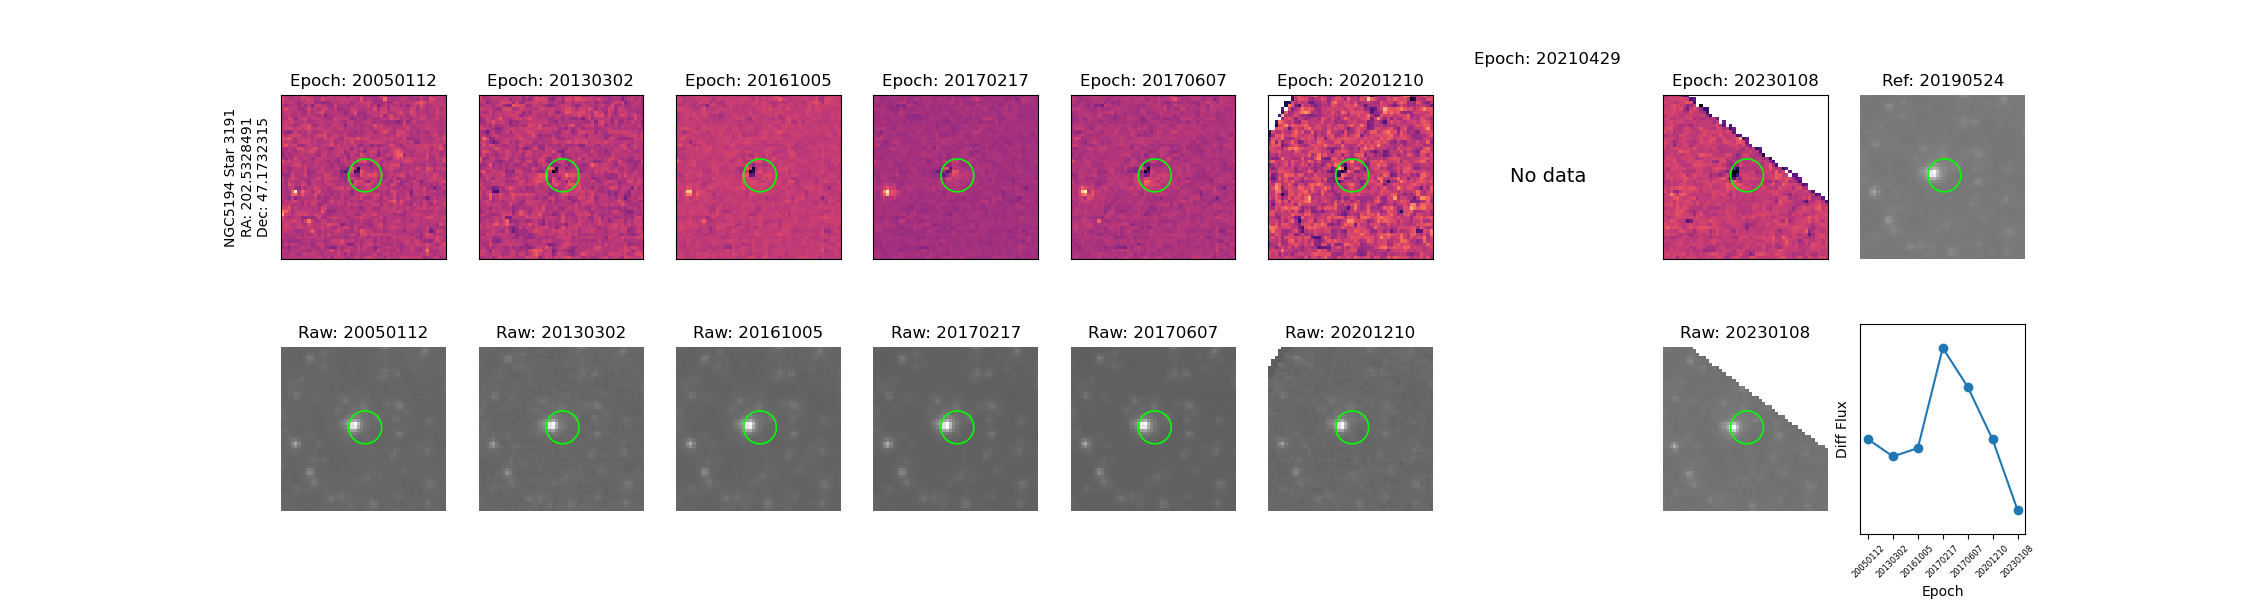 Epoch: 20210429
Epoch: 20050112
Epoch: 20130302
Epoch: 20161005
Epoch: 20170217
Epoch: 20170607
Epoch: 20201210
Epoch: 20230108
Ref: 20190524
NGC5194 Star 3191
RA: 202.5328491
Dec: 47.1732315
No data
Raw: 20050112
Raw: 20130302
Raw: 20161005
Raw: 20170217
Raw: 20170607
Raw: 20201210
Raw: 20230108
Diff Flux
20050112
20130302
20161005
20170217
20170607
20201210
20230108
Epoch